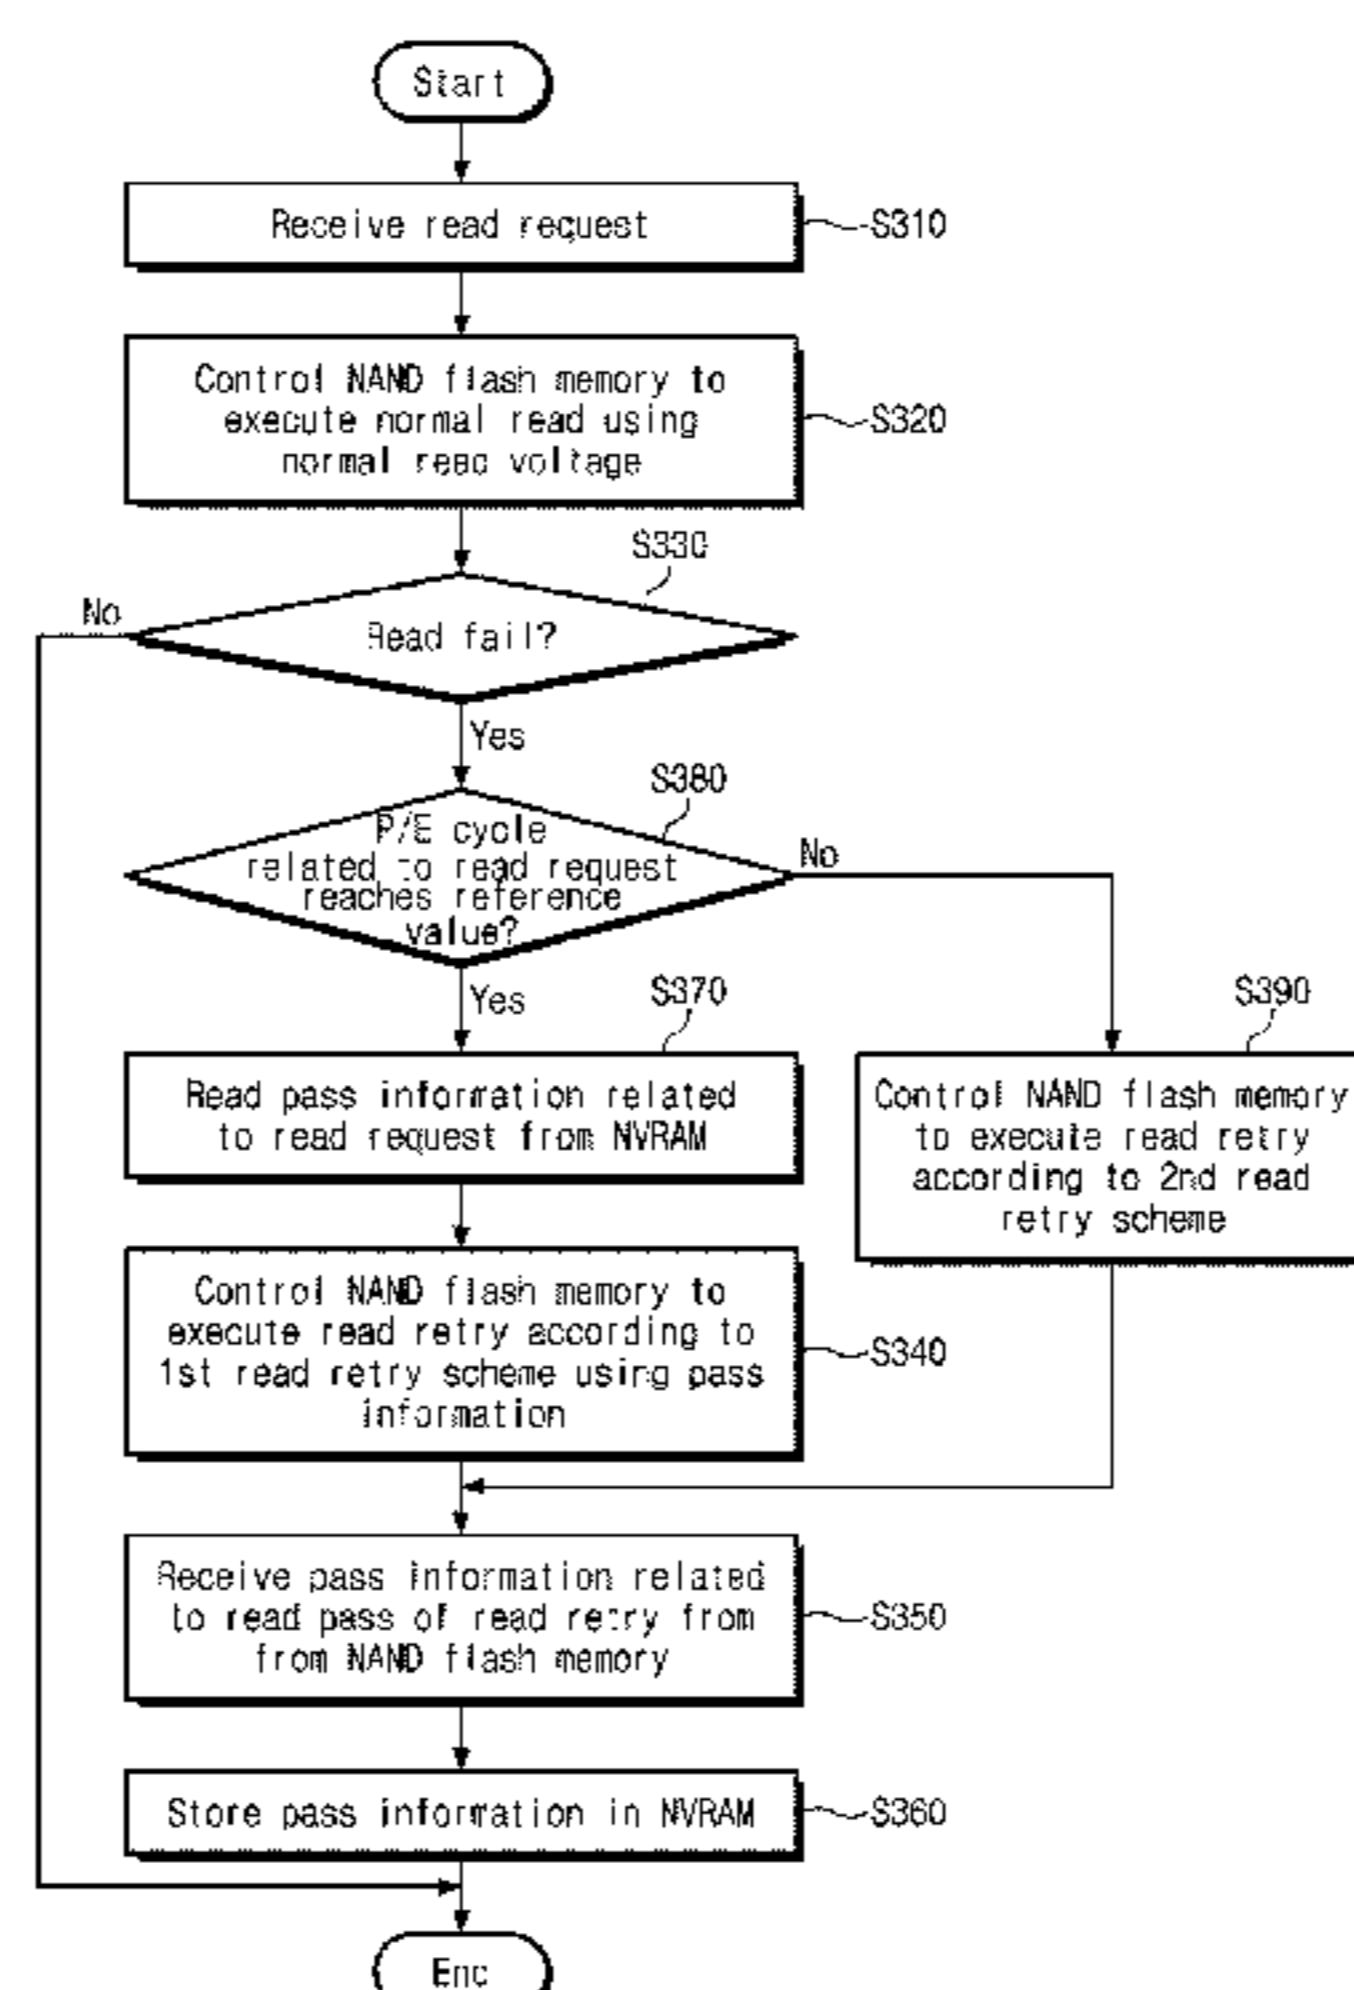 Start
Receive read request
S310
Control NAND flash memory to
execute normal read using
normal read voltage
S320
S330
No
Read fail?
Yes
S380
P/E cycle
related to read request
reaches reference
value?
No
Yes
S370
Read pass information related
to read request from NVRAM
S390
Control NAND flash memory
to execute read retry
according to 2nd read
retry scheme
Control NAND flash memory to
execute read retry according to
1st read retry scheme using pass
information
S340
Receive pass information related
to read pass of read retry from
from NAND flash memory
S350
Store pass information in NVRAM
S360
End